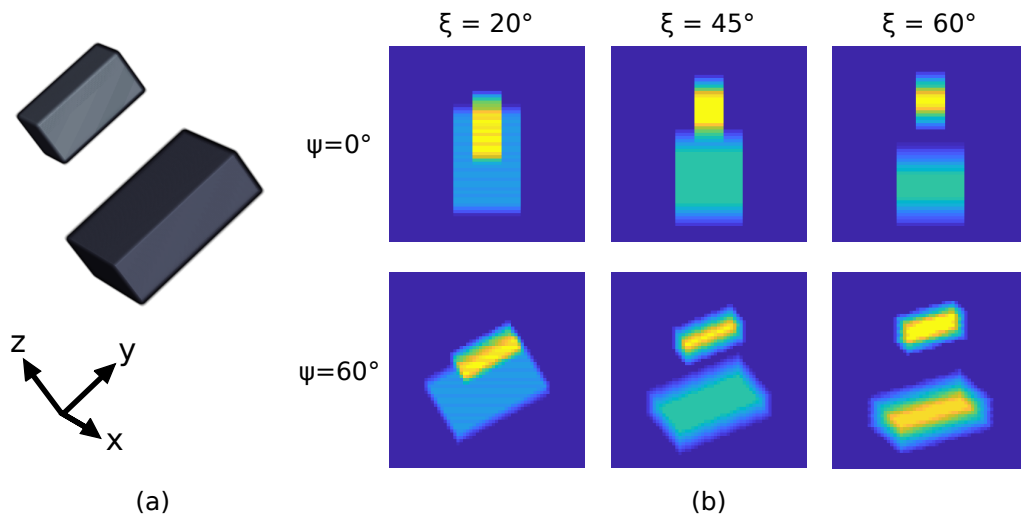 ξ = 20° ξ = 45° ξ = 60°
ψ=0°
z
y
x
ψ=60°
(a) (b)